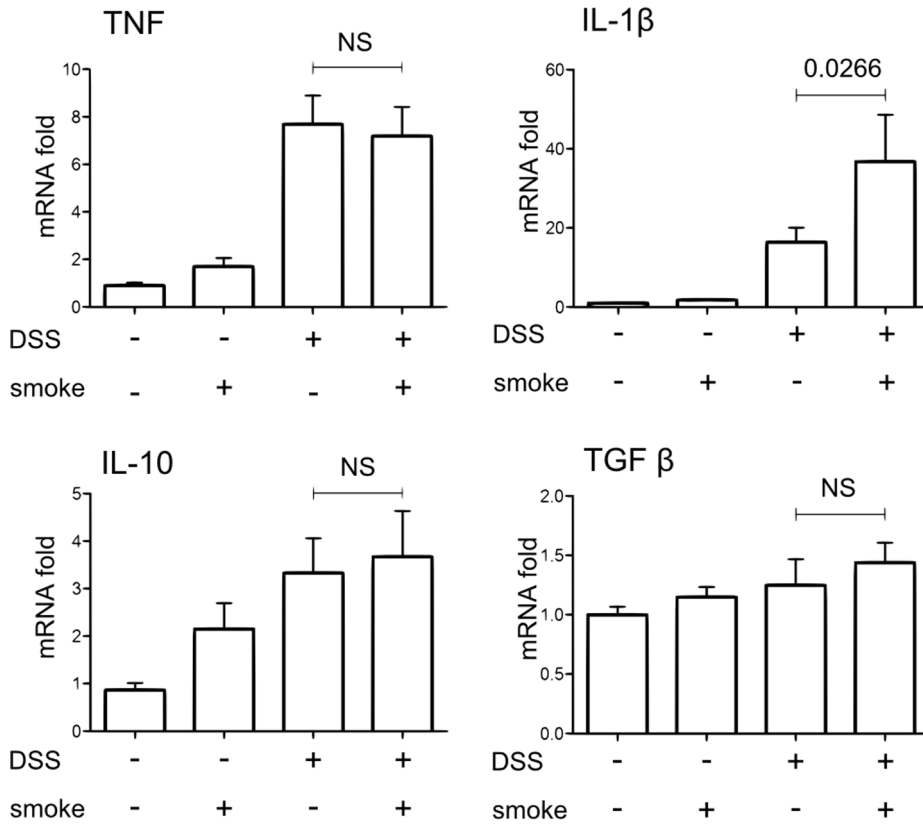 TNF
NS
10
8
6
4
2
0
mRNA fold
DSS - - + +
smoke - + - +
IL-1β
0.0266
60
40
20
0
mRNA fold
DSS - - + +
smoke - + - +
IL-10
NS
5
4
3
2
1
0
mRNA fold
DSS - - + +
smoke - + - +
TGF β
NS
2.0
1.5
1.0
0.5
0.0
mRNA fold
DSS - - + +
smoke - + - +